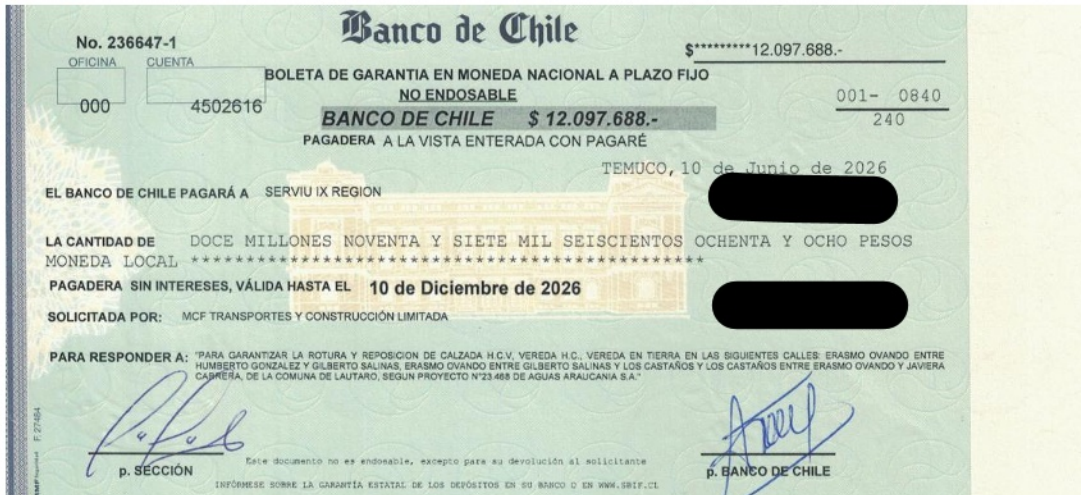 Banco de Chile
No. 236647-1
$*********12.097.688.-
OFICINA CUENTA
BOLETA DE GARANTIA EN MONEDA NACIONAL A PLAZO FIJO
NO ENDOSABLE
000 4502616
001- 0840
240
BANCO DE CHILE $ 12.097.688.-
PAGADERA A LA VISTA ENTERADA CON PAGARÉ
TEMUCO, 10 de Junio de 2026
EL BANCO DE CHILE PAGARÁ A SERVIU IX REGION
LA CANTIDAD DE DOCE MILLONES NOVENTA Y SIETE MIL SEISCIENTOS OCHENTA Y OCHO PESOS
MONEDA LOCAL ****************************************************
PAGADERA SIN INTERESES, VÁLIDA HASTA EL 10 de Diciembre de 2026
SOLICITADA POR: MCF TRANSPORTES Y CONSTRUCCIÓN LIMITADA
PARA RESPONDER A: "PARA GARANTIZAR LA ROTURA Y REPOSICION DE CALZADA H.C.V, VEREDA H.C., VEREDA EN TIERRA EN LAS SIGUIENTES CALLES: ERASMO OVANDO ENTRE
HUMBERTO GONZALEZ Y GILBERTO SALINAS, ERASMO OVANDO ENTRE GILBERTO SALINAS Y LOS CASTAÑOS Y LOS CASTAÑOS ENTRE ERASMO OVANDO Y JAVIERA
CABRERA, DE LA COMUNA DE LAUTARO, SEGUN PROYECTO N°23.468 DE AGUAS ARAUCANIA S.A."
p. SECCIÓN
p. BANCO DE CHILE
Este documento no es endosable, excepto para su devolución al solicitante
INFÓRMESE SOBRE LA GARANTÍA ESTATAL DE LOS DEPÓSITOS EN SU BANCO O EN WWW.SBIF.CL
F. 27484